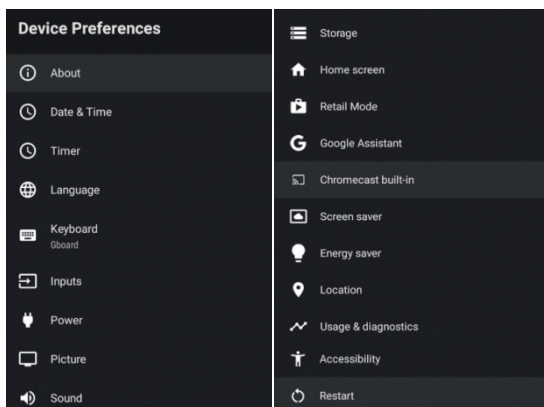 Device Preferences
About
Date & Time
Timer
Language
Keyboard
Gboard
Inputs
Power
Picture
Sound
Storage
Home screen
Retail Mode
Google Assistant
Chromecast built-in
Screen saver
Energy saver
Location
Usage & diagnostics
Accessibility
Restart